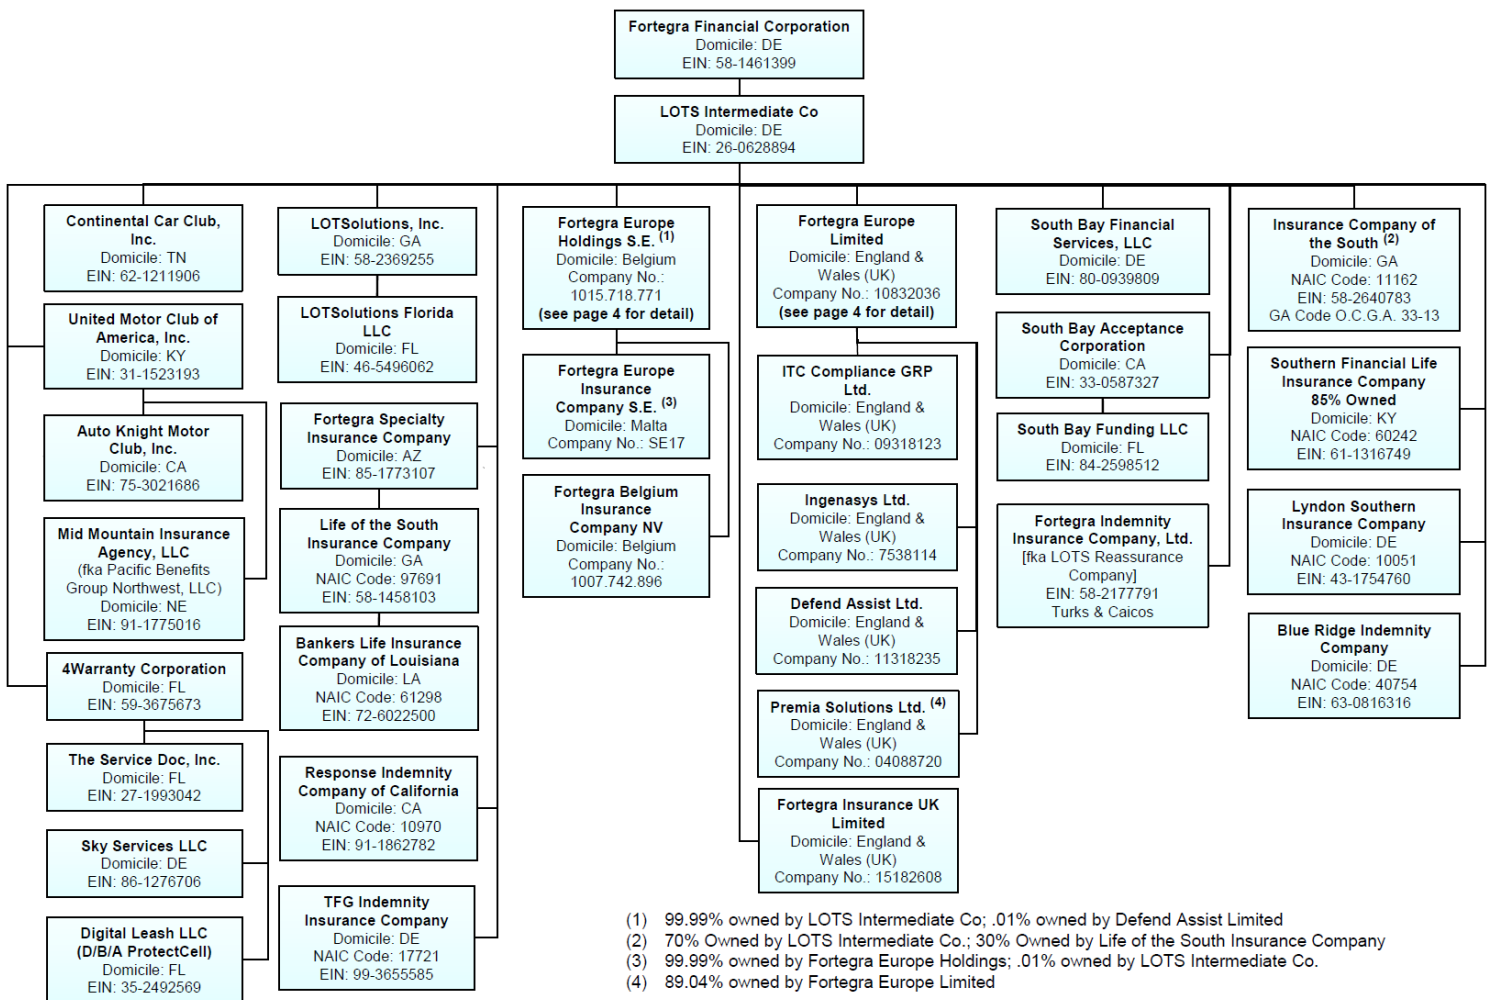 Fortegra Financial Corporation
Domicile: DE
EIN: 58-1461399
LOTS Intermediate Co
Domicile: DE
EIN: 26-0628894
Continental Car Club,
Inc.
Domicile: TN
EIN: 62-1211906
United Motor Club of
America, Inc.
Domicile: KY
EIN: 31-1523193
Auto Knight Motor
Club, Inc.
Domicile: CA
EIN: 75-3021686
Mid Mountain Insurance
Agency, LLC
(fka Pacific Benefits
Group Northwest, LLC)
Domicile: NE
EIN: 91-1775016
4Warranty Corporation
Domicile: FL
EIN: 59-3675673
The Service Doc, Inc.
Domicile: FL
EIN: 27-1993042
Sky Services LLC
Domicile: DE
EIN: 86-1276706
Digital Leash LLC
(D/B/A ProtectCell)
Domicile: FL
EIN: 35-2492569
LOTSolutions, Inc.
Domicile: GA
EIN: 58-2369255
LOTSolutions Florida
LLC
Domicile: FL
EIN: 46-5496062
Fortegra Specialty
Insurance Company
Domicile: AZ
EIN: 85-1773107
Life of the South
Insurance Company
Domicile: GA
NAIC Code: 97691
EIN: 58-1458103
Bankers Life Insurance
Company of Louisiana
Domicile: LA
NAIC Code: 61298
EIN: 72-6022500
Response Indemnity
Company of California
Domicile: CA
NAIC Code: 10970
EIN: 91-1862782
TFG Indemnity
Insurance Company
Domicile: DE
NAIC Code: 17721
EIN: 99-3655585
Fortegra Europe
Holdings S.E. (1)
Domicile: Belgium
Company No.:
1015.718.771
(see page 4 for detail)
Fortegra Europe
Insurance
Company S.E. (3)
Domicile: Malta
Company No.: SE17
Fortegra Belgium
Insurance
Company NV
Domicile: Belgium
Company No.:
1007.742.896
Fortegra Europe
Limited
Domicile: England &
Wales (UK)
Company No.: 10832036
(see page 4 for detail)
ITC Compliance GRP
Ltd.
Domicile: England &
Wales (UK)
Company No.: 09318123
Ingenasys Ltd.
Domicile: England &
Wales (UK)
Company No.: 7538114
Defend Assist Ltd.
Domicile: England &
Wales (UK)
Company No.: 11318235
Premia Solutions Ltd. (4)
Domicile: England &
Wales (UK)
Company No.: 04088720
Fortegra Insurance UK
Limited
Domicile: England &
Wales (UK)
Company No.: 15182608
South Bay Financial
Services, LLC
Domicile: DE
EIN: 80-0939809
South Bay Acceptance
Corporation
Domicile: CA
EIN: 33-0587327
South Bay Funding LLC
Domicile: FL
EIN: 84-2598512
Fortegra Indemnity
Insurance Company, Ltd.
[fka LOTS Reassurance
Company]
EIN: 58-2177791
Turks & Caicos
Insurance Company of
the South (2)
Domicile: GA
NAIC Code: 11162
EIN: 58-2640783
GA Code O.C.G.A. 33-13
Southern Financial Life
Insurance Company
85% Owned
Domicile: KY
NAIC Code: 60242
EIN: 61-1316749
Lyndon Southern
Insurance Company
Domicile: DE
NAIC Code: 10051
EIN: 43-1754760
Blue Ridge Indemnity
Company
Domicile: DE
NAIC Code: 40754
EIN: 63-0816316
(1) 99.99% owned by LOTS Intermediate Co; .01% owned by Defend Assist Limited
(2) 70% Owned by LOTS Intermediate Co.; 30% Owned by Life of the South Insurance Company
(3) 99.99% owned by Fortegra Europe Holdings; .01% owned by LOTS Intermediate Co.
(4) 89.04% owned by Fortegra Europe Limited